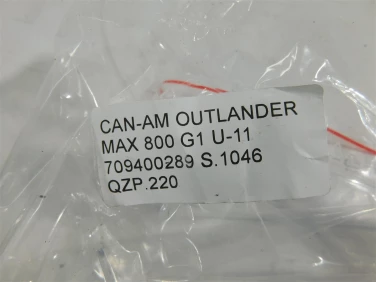 CAN-AM OUTLANDER
MAX 800 G1 U-11
709400289 S.1046
QZP.220